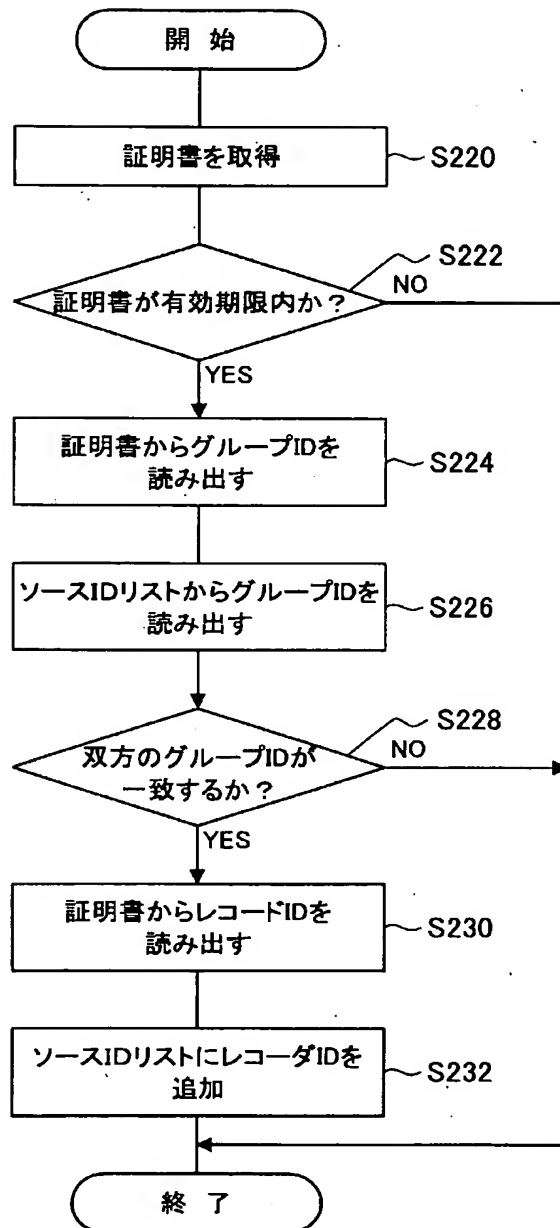 開 始
証明書を取得
S220
S222
証明書が有効期限内か？
NO
YES
証明書からグループIDを
読み出す
S224
ソースIDリストからグループIDを
読み出す
S226
S228
双方のグループIDが
一致するか？
NO
YES
証明書からレコードIDを
読み出す
S230
ソースIDリストにレコーダIDを
追加
S232
終 了